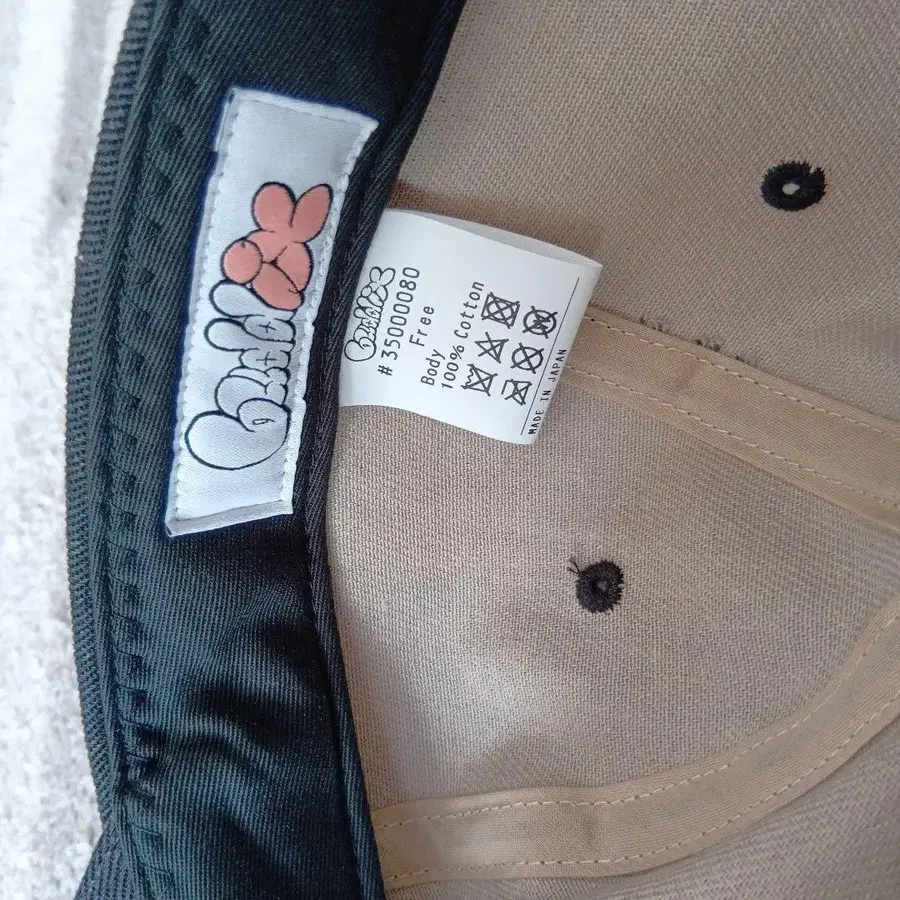 #35000080
Free
Body
100% Cotton
MADE IN JAPAN